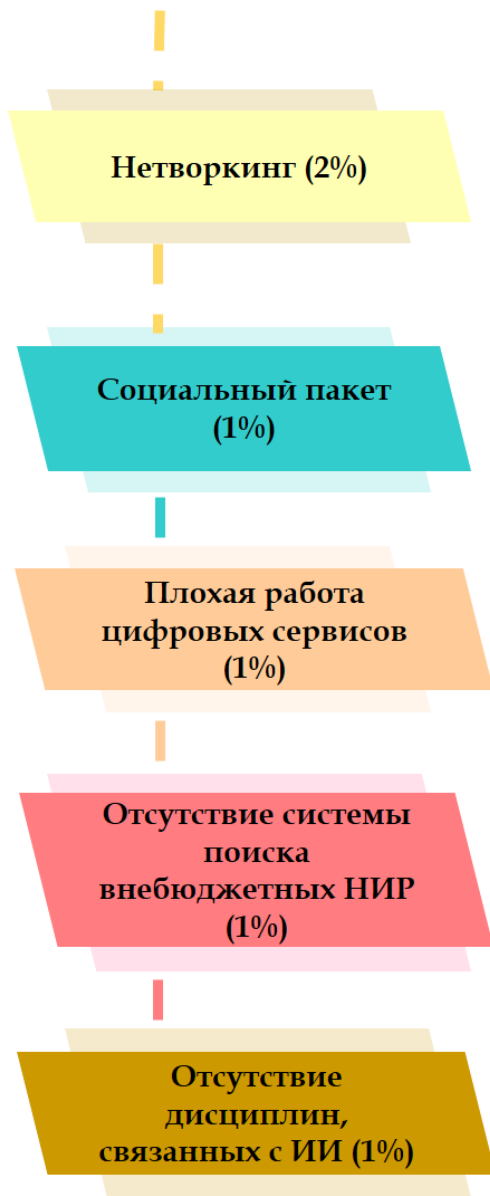 Нетворкинг (2%)
Социальный пакет
(1%)
Плохая работа
цифровых сервисов
(1%)
Отсутствие системы
поиска
внебюджетных НИР
(1%)
Отсутствие
дисциплин,
связанных с ИИ (1%)